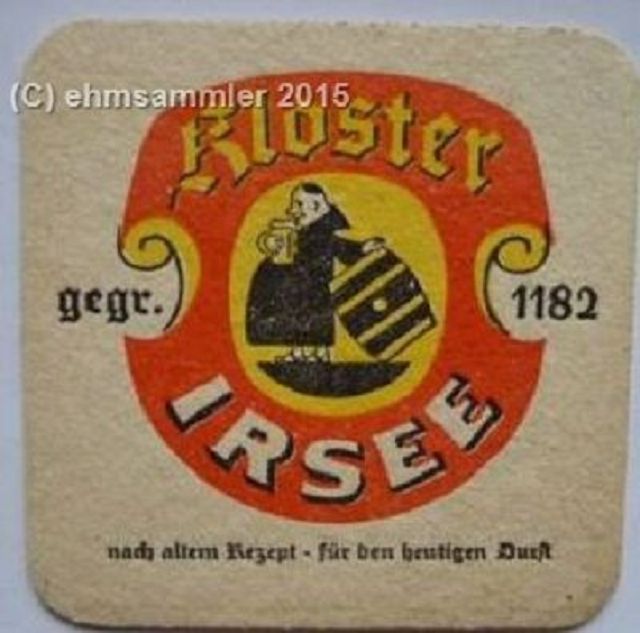 (C) ehmsammler 2015
Kloster
gegr. 1182
IRSEE
nach altem Rezept - für den heutigen Durst